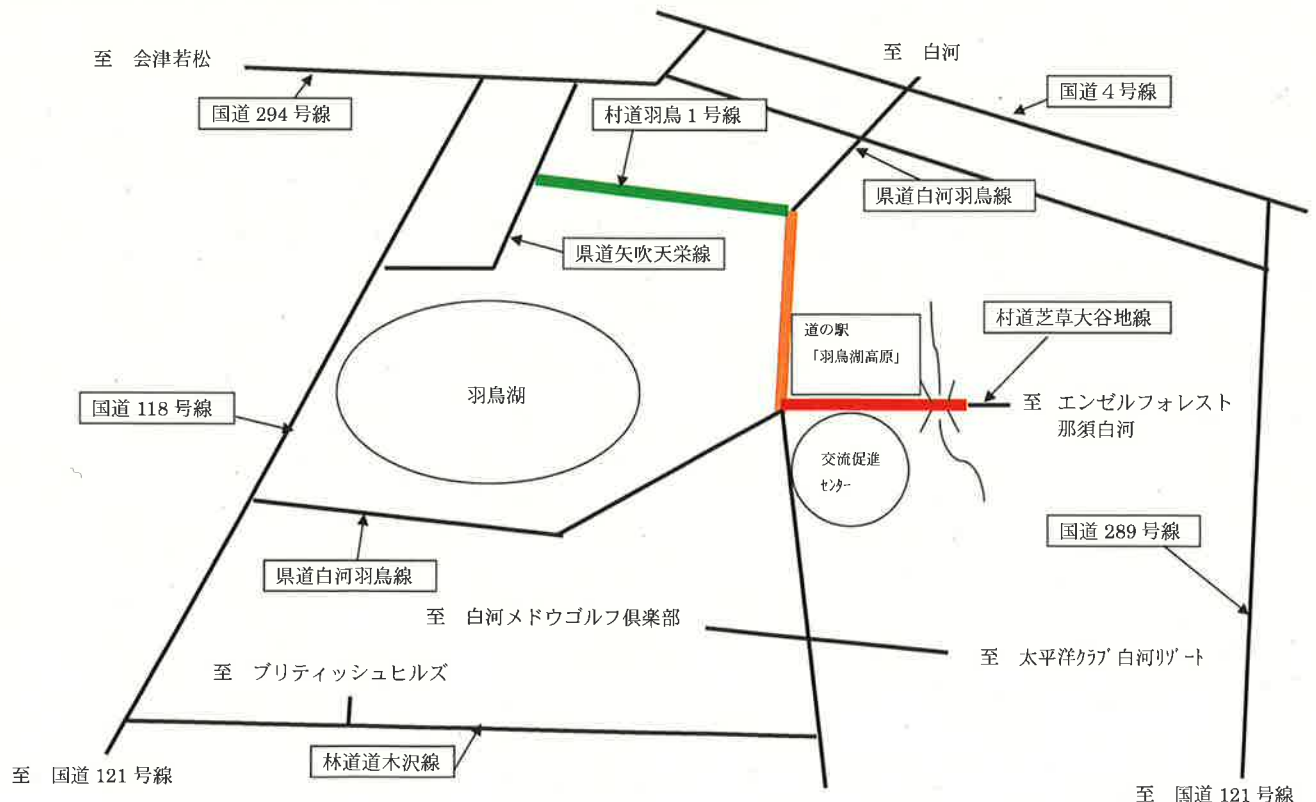 至　会津若松
至　白河
国道 294 号線
村道羽鳥 1 号線
国道４号線
県道白河羽鳥線
県道矢吹天栄線
道の駅
「羽鳥湖高原」
村道芝草大谷地線
羽鳥湖
国道 118 号線
至　エンゼルフォレスト
那須白河
交流促進
ｾﾝﾀｰ
国道 289 号線
県道白河羽鳥線
至　白河メドウゴルフ倶楽部
至　太平洋ｸﾗﾌﾞ白河ﾘｿﾞｰﾄ
至　ブリティッシュヒルズ
林道道木沢線
至　国道 121 号線
至　国道 121 号線